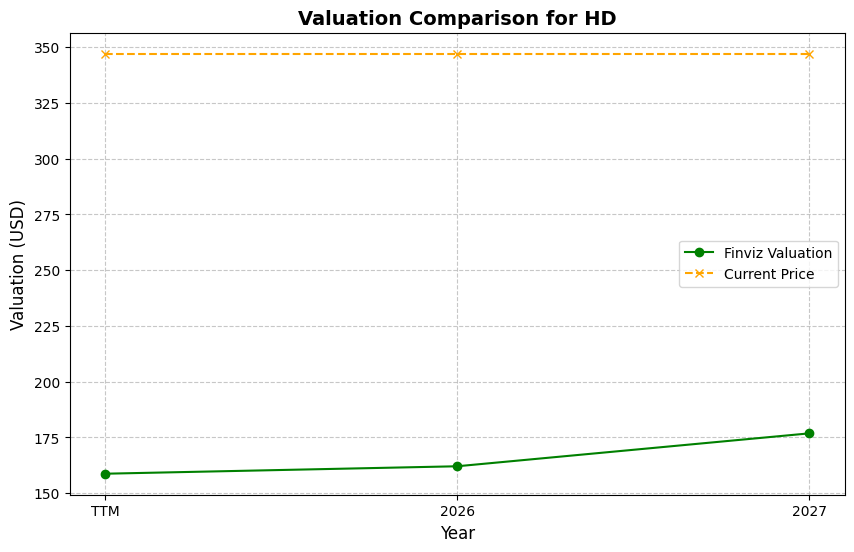 Valuation Comparison for HD
Valuation (USD)
350
325
300
275
250
225
200
175
150
Finviz Valuation
Current Price
TTM
2026
2027
Year